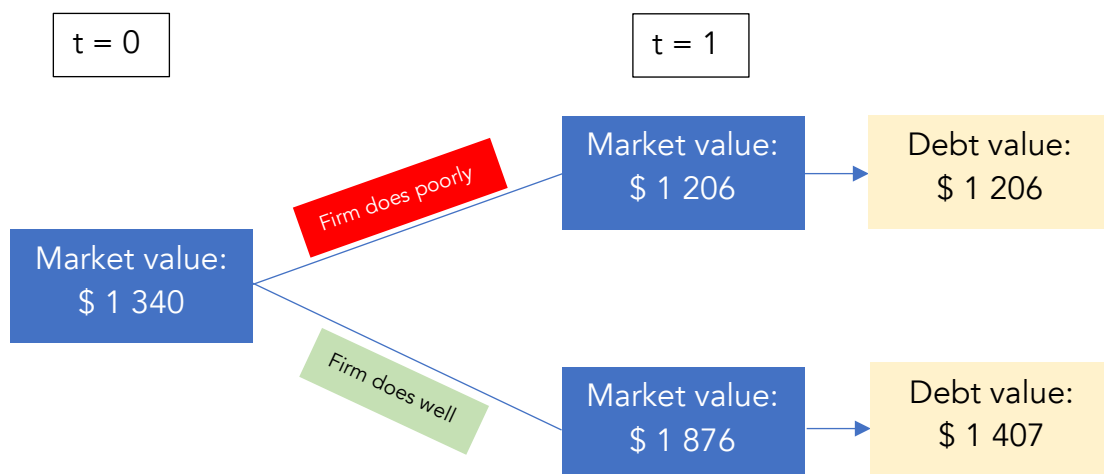 t = 0
t = 1
Market value:
$ 1 206
Debt value:
$ 1 206
Firm does poorly
Market value:
$ 1 340
Firm does well
Market value:
$ 1 876
Debt value:
$ 1 407